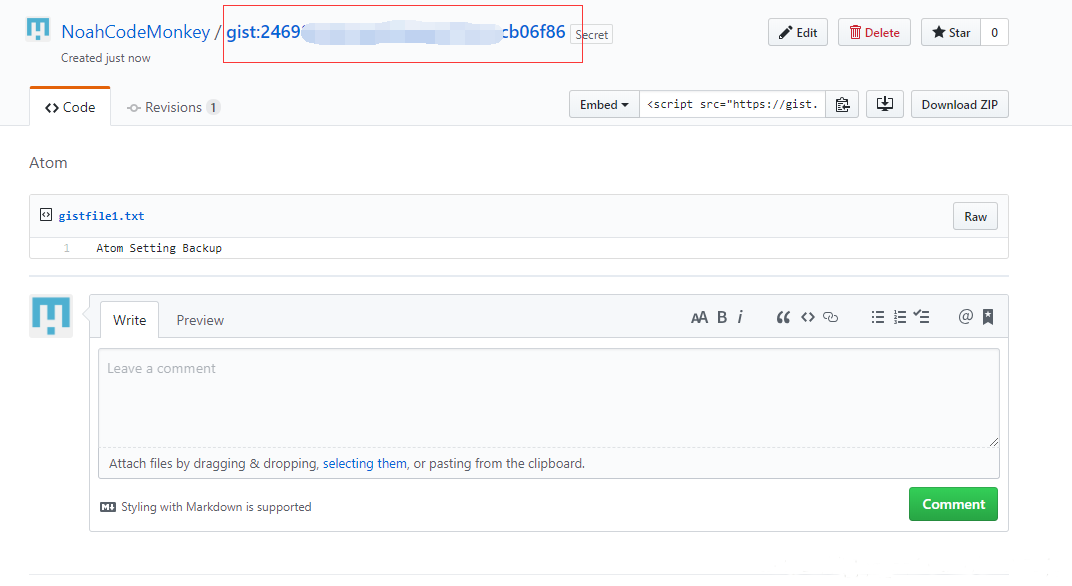 NoahCodeMonkey / gist:2469 cb06f86 Secret
Edit Delete Star 0
Created just now
Code Revisions 1
Embed <script src="https://gist. Download ZIP
Atom
gistfile1.txt Raw
1 Atom Setting Backup
Write Preview AA B i
Leave a comment
Attach files by dragging & dropping, selecting them, or pasting from the clipboard.
Styling with Markdown is supported
Comment